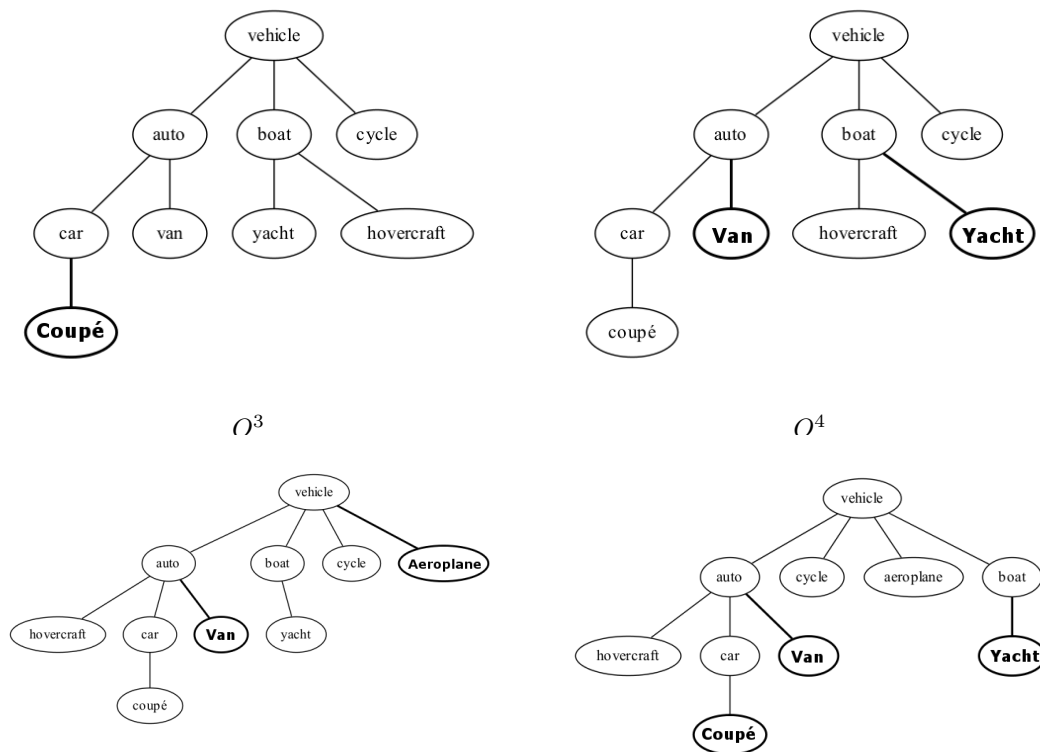 vehicle
vehicle
auto
boat
cycle
auto
boat
cycle
car
van
yacht
hovercraft
car
Van
hovercraft
Yacht
Coupé
coupé
O³
O⁴
vehicle
vehicle
auto
boat
cycle
Aeroplane
auto
cycle
aeroplane
boat
hovercraft
car
Van
yacht
hovercraft
car
Van
Yacht
coupé
Coupé